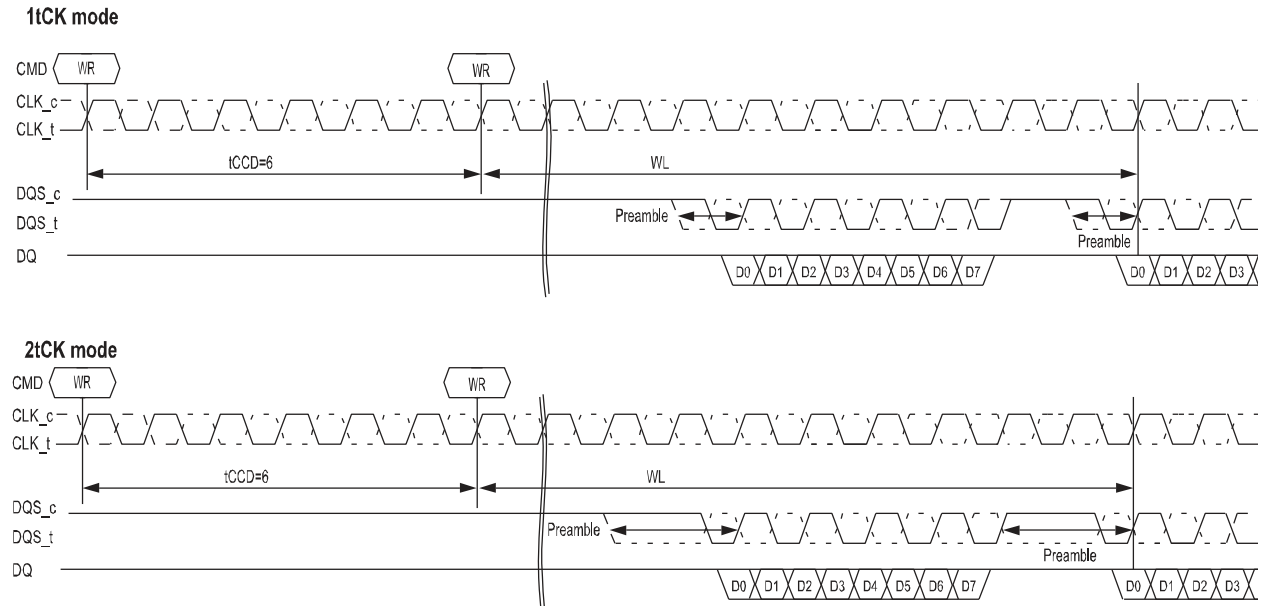 1tCK mode
CMD WR WR
CLK_c
CLK_t
tCCD=6 WL
DQS_c
DQS_t Preamble
Preamble
DQ D0 D1 D2 D3 D4 D5 D6 D7 D0 D1 D2 D3
2tCK mode
CMD WR WR
CLK_c
CLK_t
tCCD=6 WL
DQS_c
DQS_t Preamble
Preamble
DQ D0 D1 D2 D3 D4 D5 D6 D7 D0 D1 D2 D3